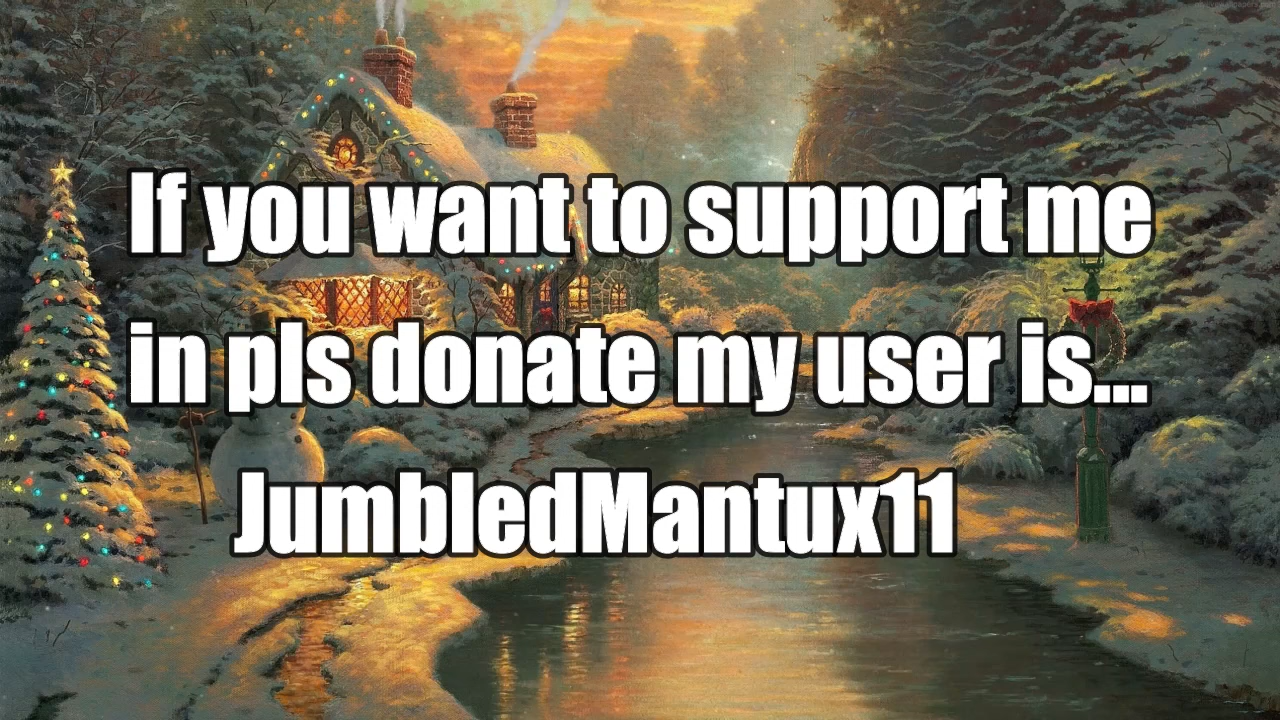 If you want to support me
in pls donate my user is...
JumbledMantux11